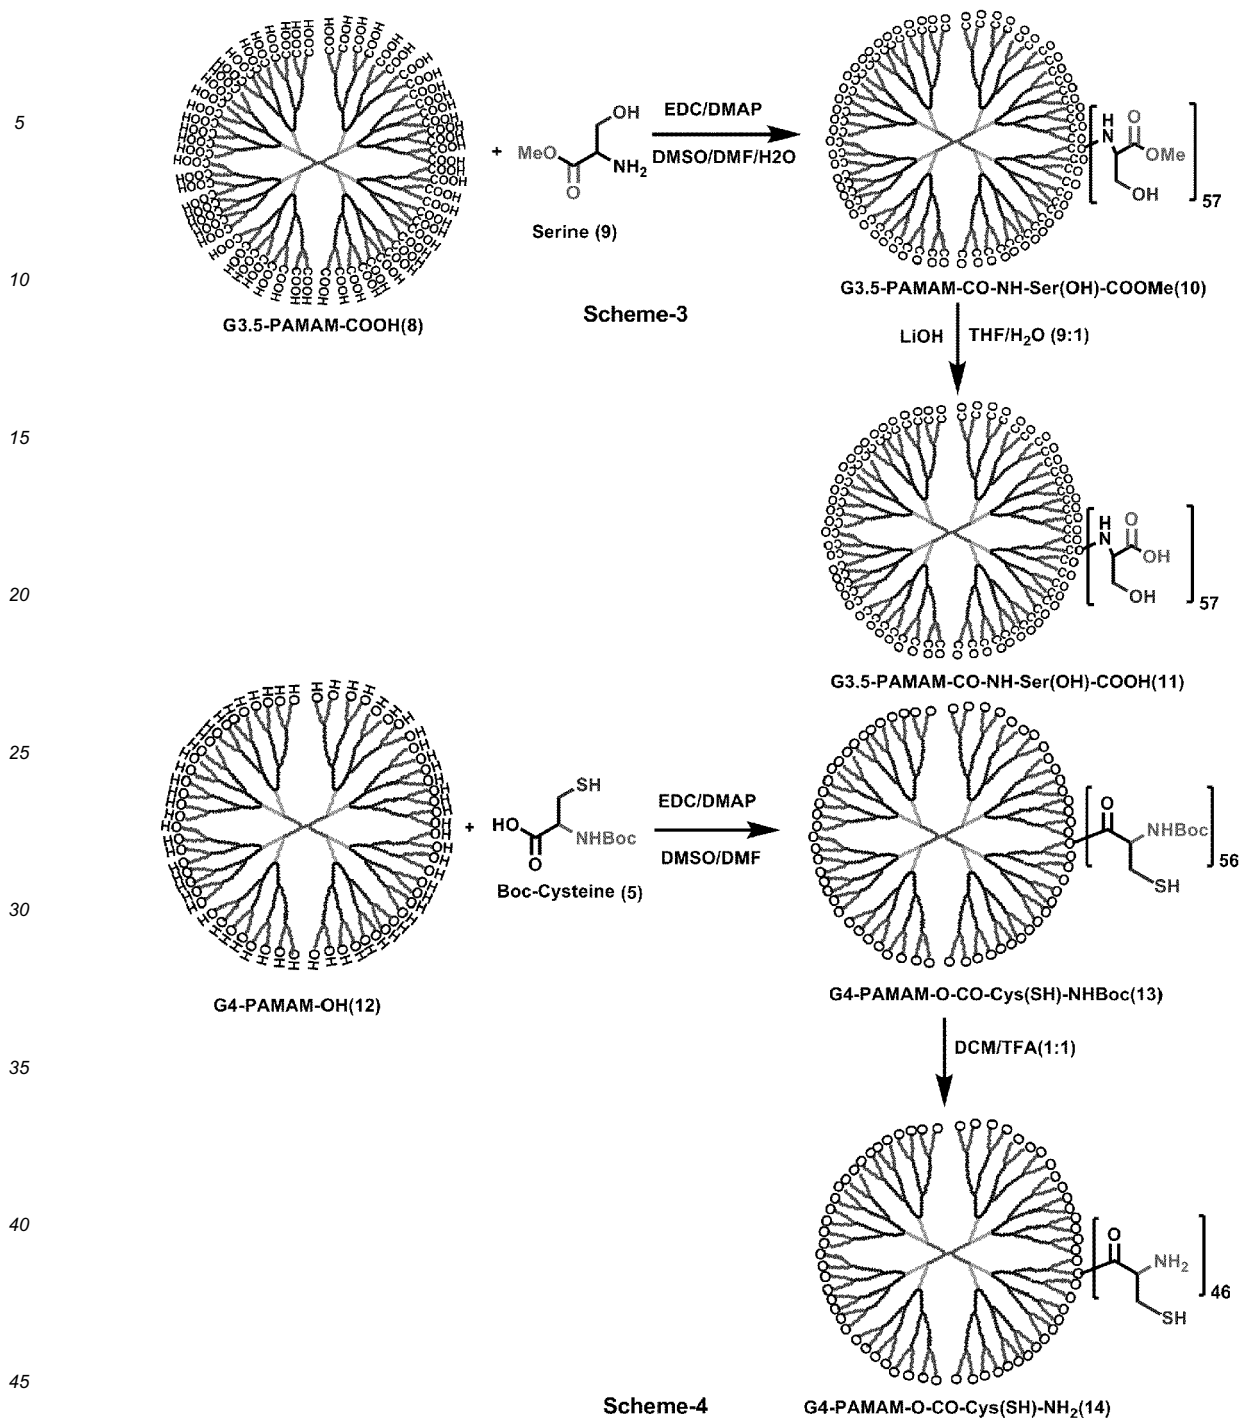 5
EDC/DMAP
DMSO/DMF/H2O
+
OH
MeO
O
NH2
Serine (9)
H
N
O
OMe
OH
57
10
G3.5-PAMAM-COOH(8)
Scheme-3
G3.5-PAMAM-CO-NH-Ser(OH)-COOMe(10)
LiOH
THF/H2O (9:1)
15
H
N
O
OH
OH
57
20
G3.5-PAMAM-CO-NH-Ser(OH)-COOH(11)
25
+
SH
HO
O
NHBoc
Boc-Cysteine (5)
EDC/DMAP
DMSO/DMF
O
NHBoc
SH
56
30
G4-PAMAM-OH(12)
G4-PAMAM-O-CO-Cys(SH)-NHBoc(13)
35
DCM/TFA(1:1)
40
O
NH2
SH
46
45
Scheme-4
G4-PAMAM-O-CO-Cys(SH)-NH2(14)